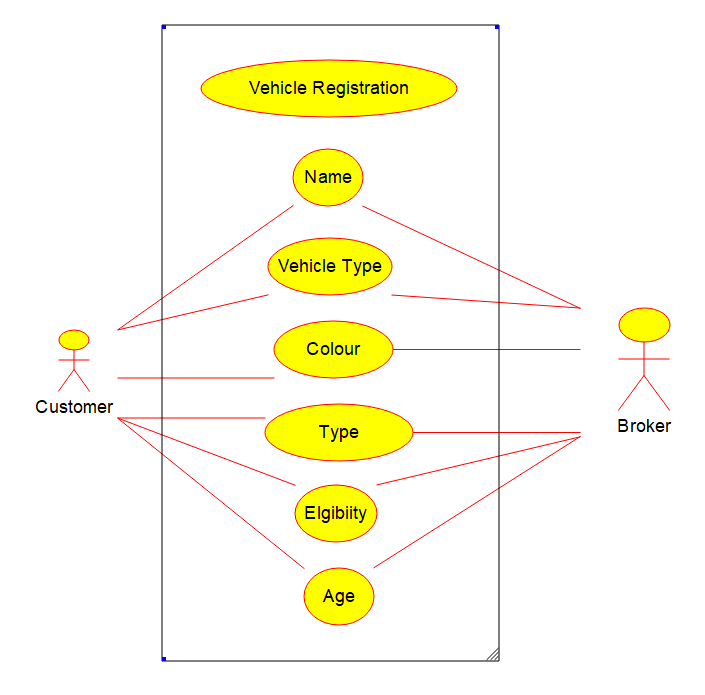 Vehicle Registration
Name
Vehicle Type
Colour
Customer
Type
Broker
Elgibiity
Age